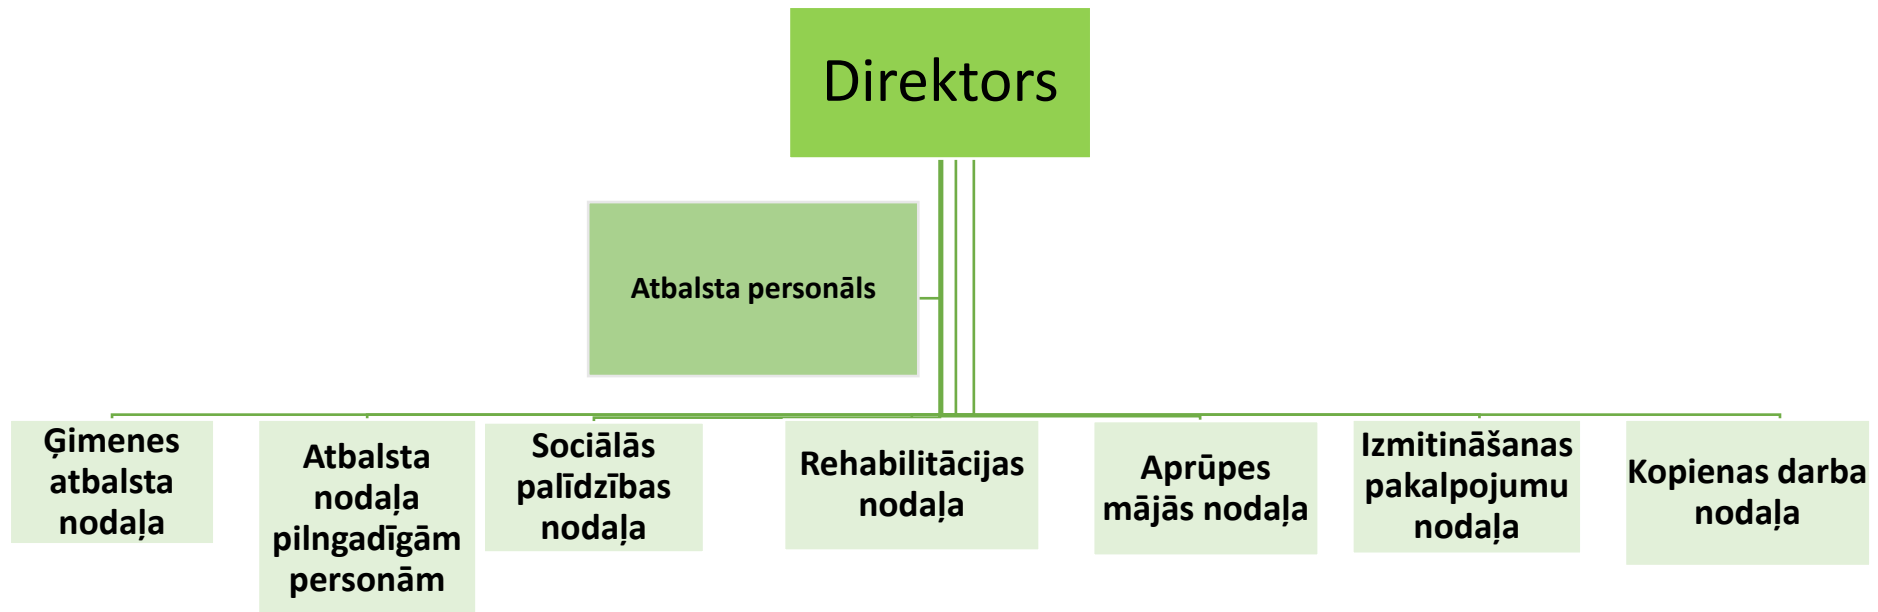 Direktors
Atbalsta personāls
Ģimenes
atbalsta
nodaļa
Atbalsta
nodaļa
pilngadīgām
personām
Sociālās
palīdzības
nodaļa
Rehabilitācijas
nodaļa
Aprūpes
mājās nodaļa
Izmitināšanas
pakalpojumu
nodaļa
Kopienas darba
nodaļa